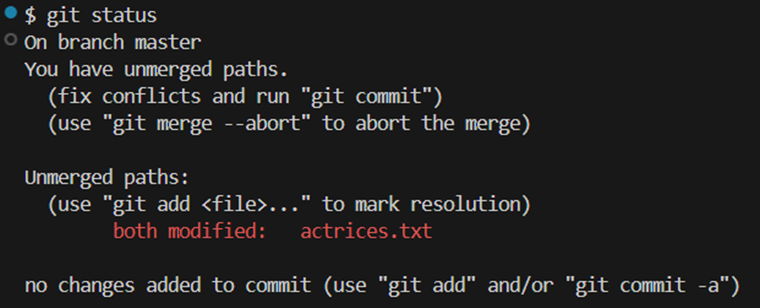 $ git status
On branch master
You have unmerged paths.
(fix conflicts and run "git commit")
(use "git merge --abort" to abort the merge)
Unmerged paths:
(use "git add <file>..." to mark resolution)
both modified: actrices.txt
no changes added to commit (use "git add" and/or "git commit -a")